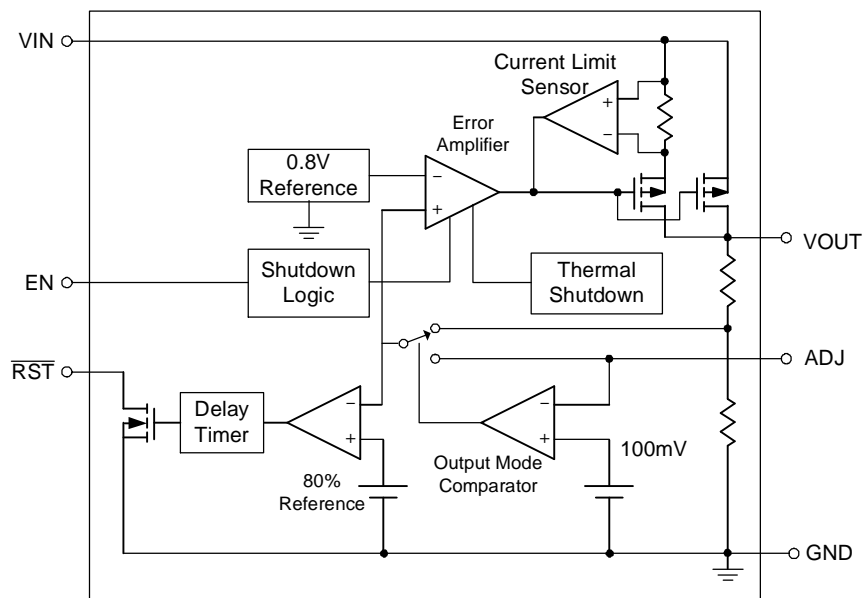 VIN
Current Limit
Sensor
+
−
Error
Amplifier
0.8V
Reference
−
+
VOUT
EN
Shutdown
Logic
Thermal
Shutdown
ADJ
RST
Delay
Timer
−
+
−
+
80%
Reference
Output Mode
Comparator
100mV
GND